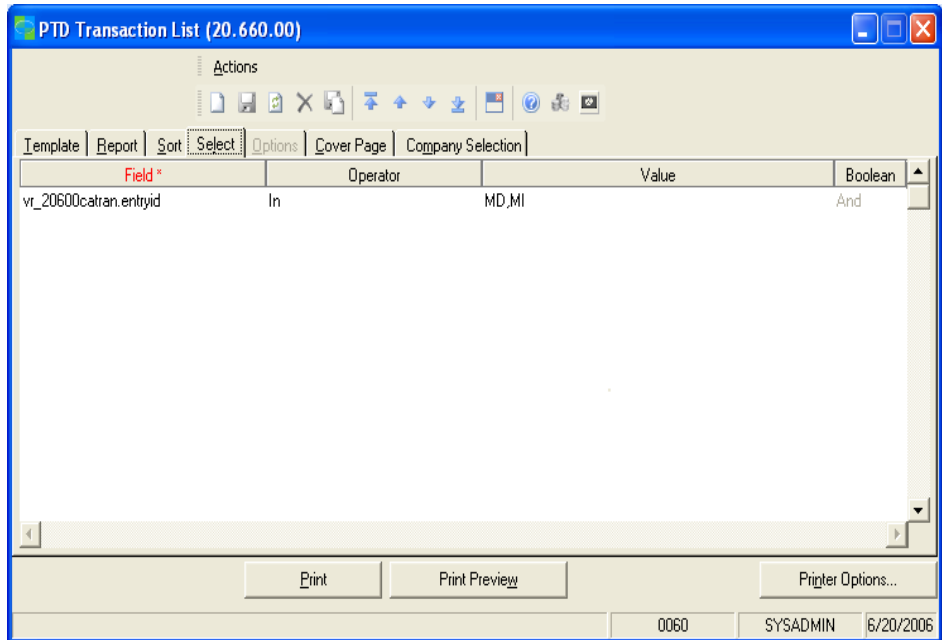 PTD Transaction List (20.660.00)
Actions
Template Report Sort Select Options Cover Page Company Selection
Field * Operator Value Boolean
vr_20600catran.entryid In MD,MI And
Print Print Preview Printer Options...
0060 SYSADMIN 6/20/2006